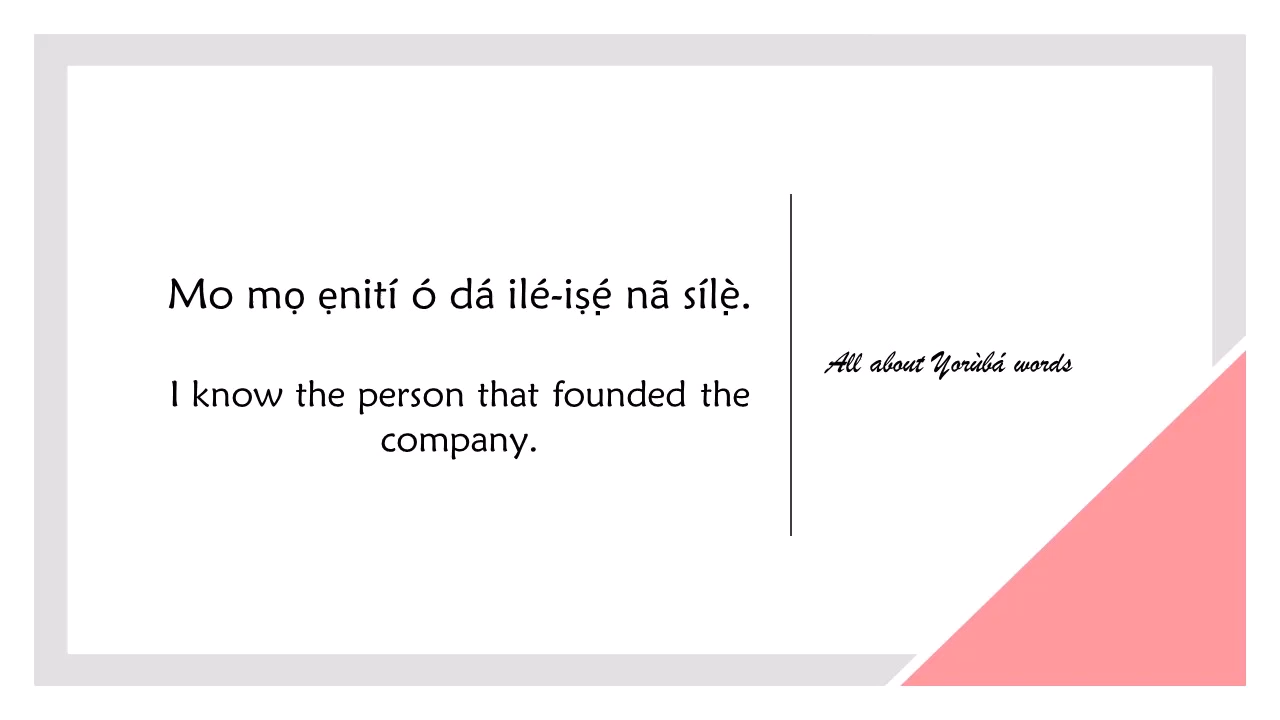 Mo mọ ẹnití ó dá ilé-iṣẹ́ nã sílẹ̀.
I know the person that founded the
company.
All about Yorùbá words